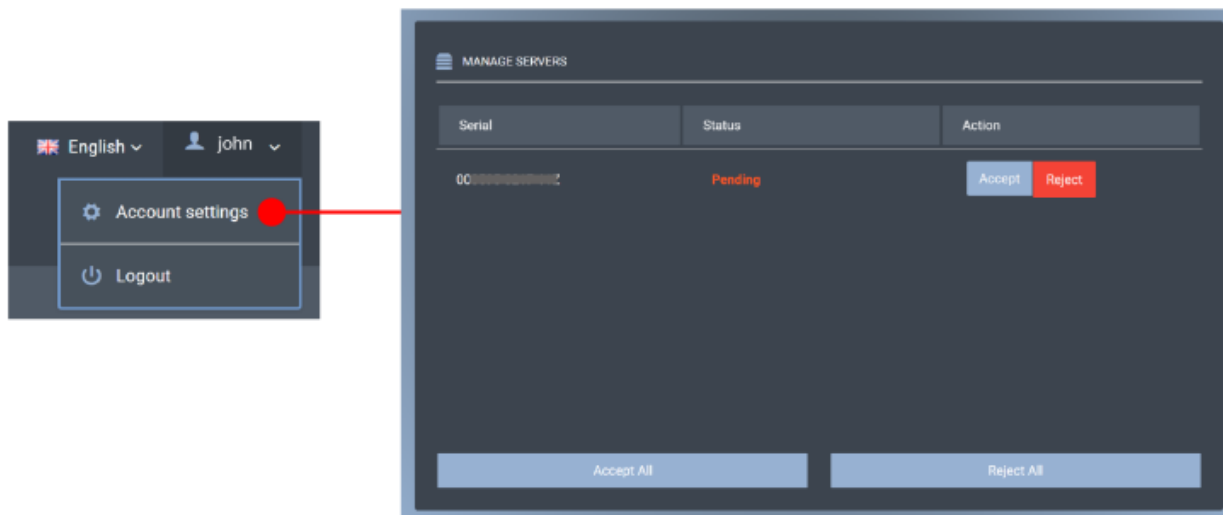 English
john
Account settings
Logout
MANAGE SERVERS
Serial Status Action
Pending Accept Reject
Accept All Reject All